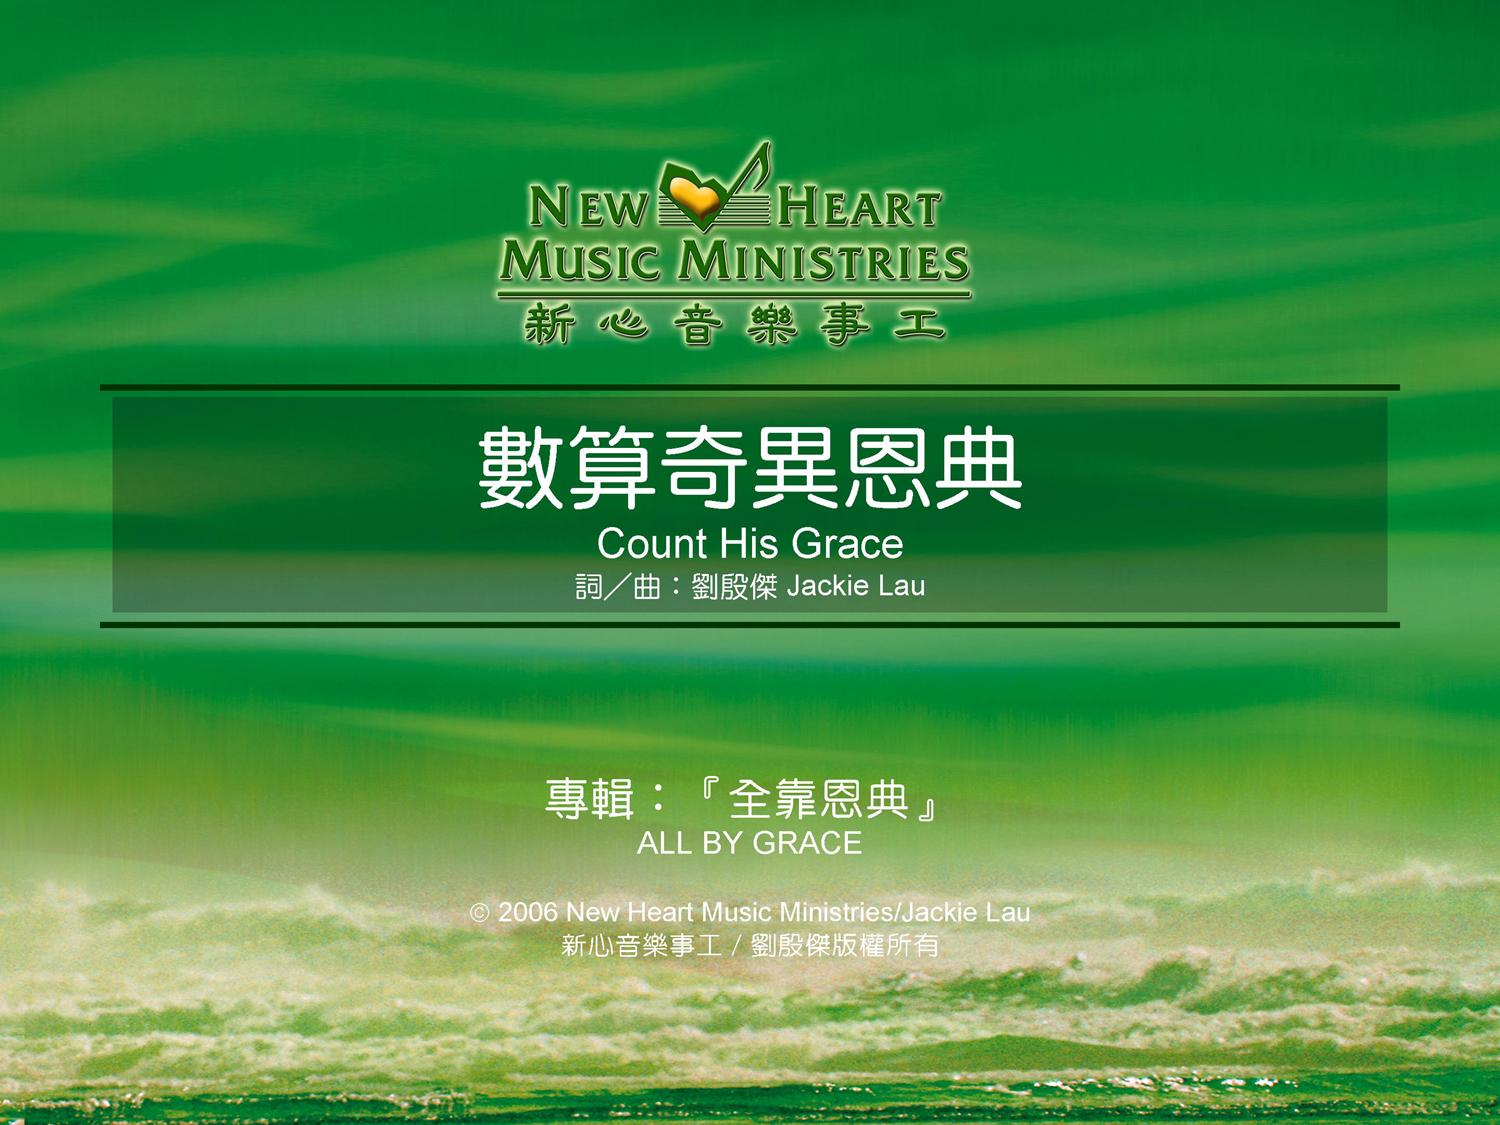 NEW HEART
MUSIC MINISTRIES
新心音樂事工
數算奇異恩典
Count His Grace
詞／曲：劉殷傑 Jackie Lau
專輯：『全靠恩典』
ALL BY GRACE
© 2006 New Heart Music Ministries/Jackie Lau
新心音樂事工 / 劉殷傑版權所有